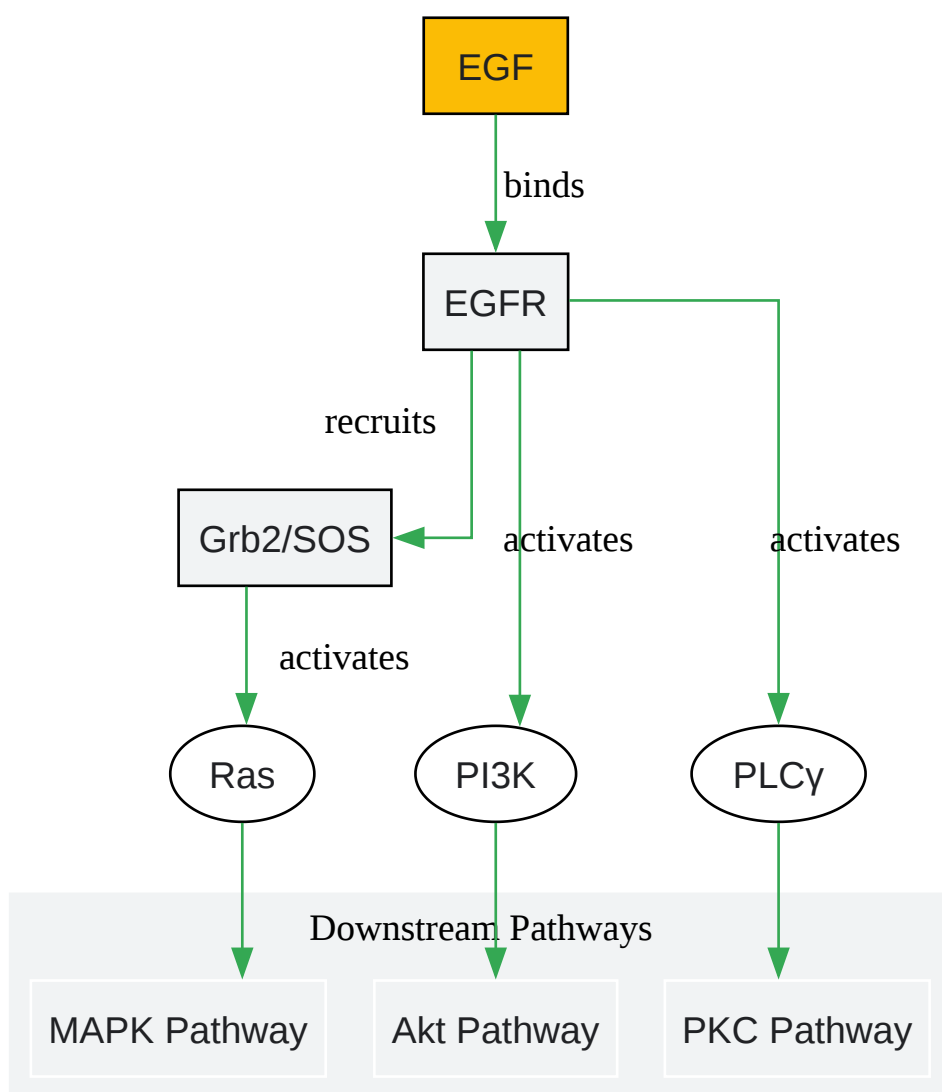 EGF
binds
EGFR
recruits
Grb2/SOS
activates
activates
activates
Ras
PI3K
PLCγ
Downstream Pathways
MAPK Pathway
Akt Pathway
PKC Pathway